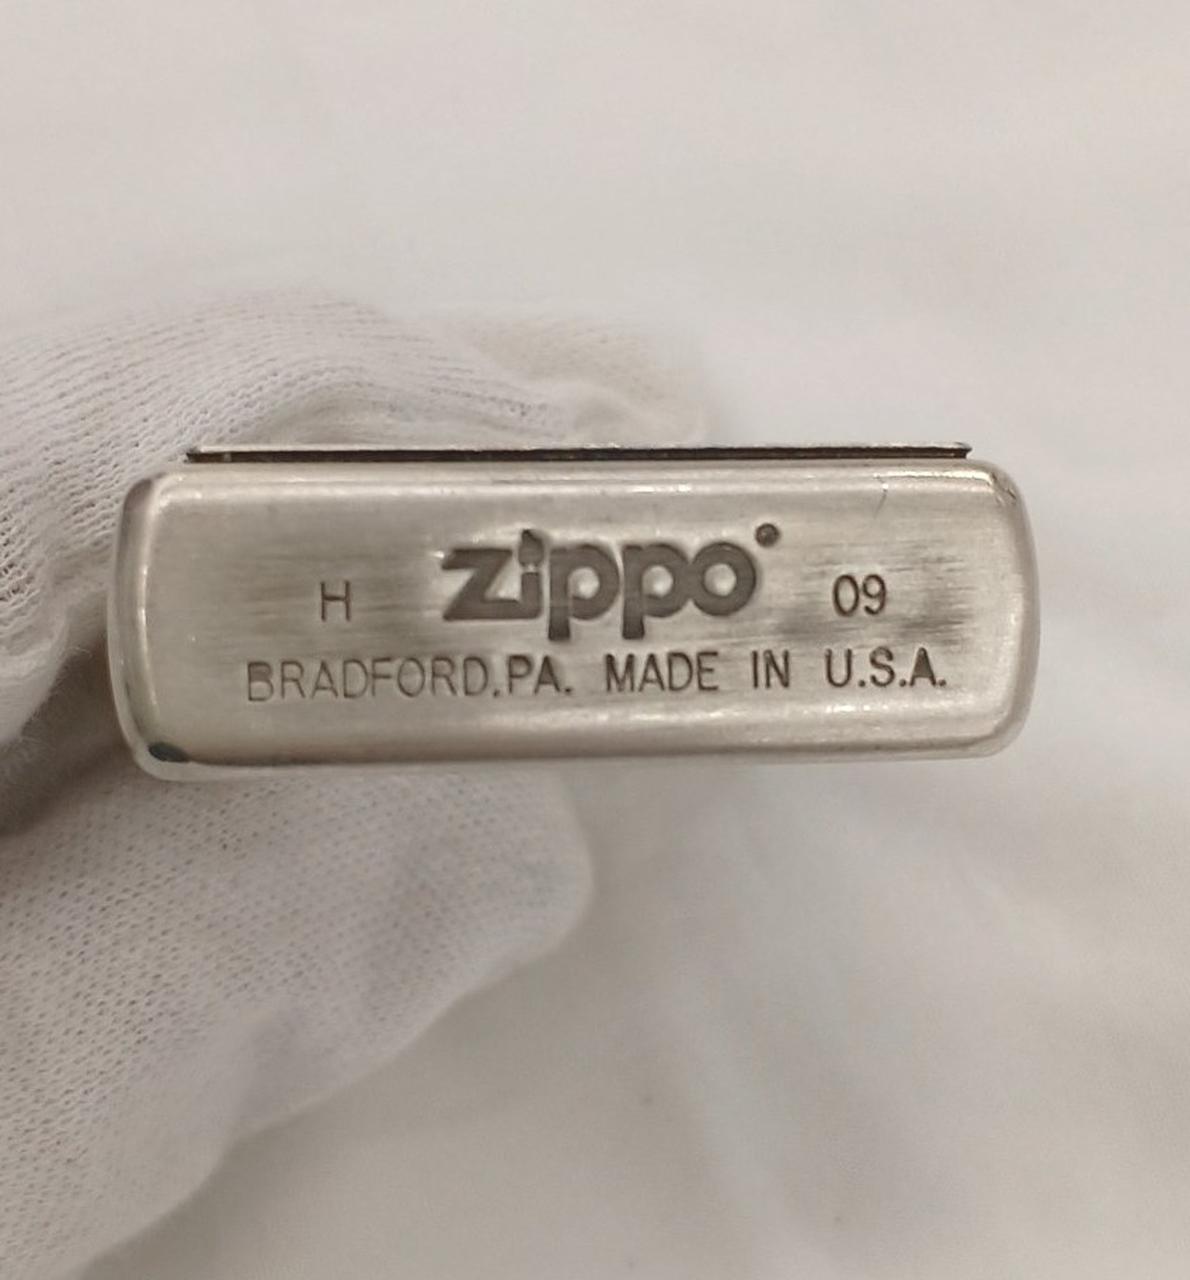 H zippo 09
BRADFORD,PA. MADE IN U.S.A.